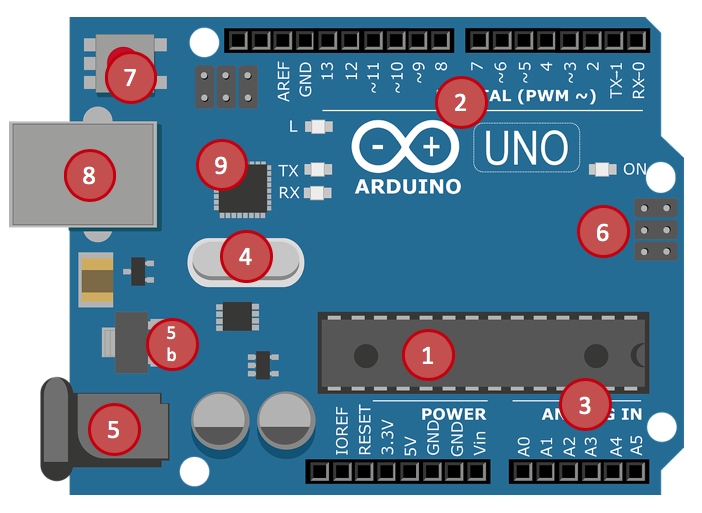 7
AREF
GND
13
12
~11
~10
~9
8
7
~6
~5
4
~3
2
TX→1
RX←0
2
TAL (PWM ~)
L
8
9
TX
RX
- +
UNO
ARDUINO
ON
6
4
5
b
1
3
5
POWER
AN G IN
IOREF
RESET
3.3V
5V
GND
GND
Vin
A0
A1
A2
A3
A4
A5